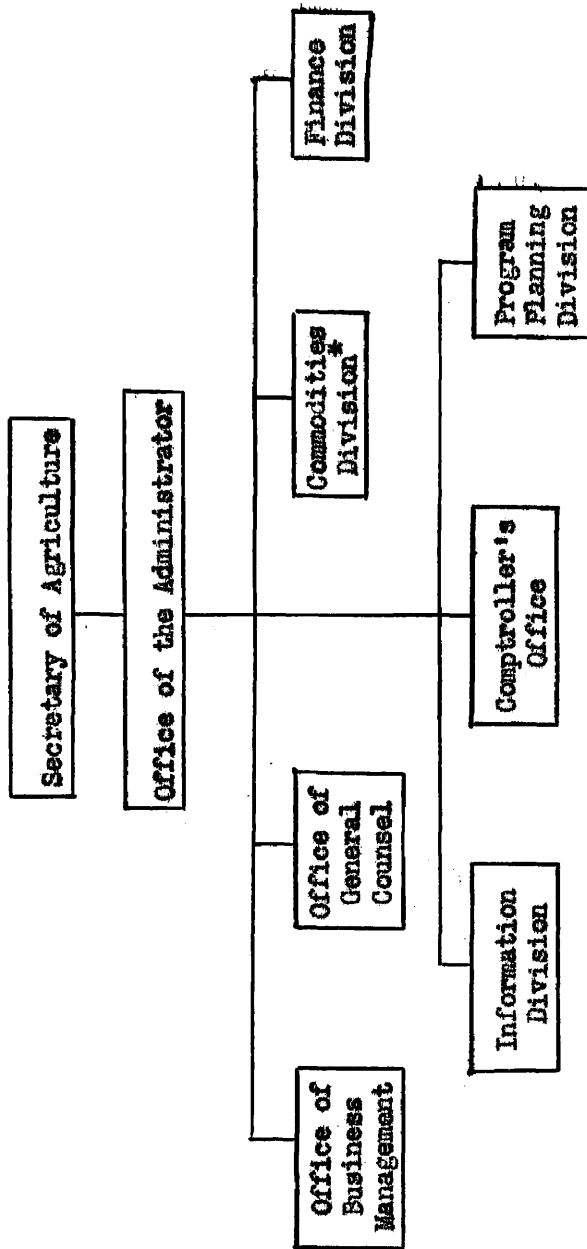 Secretary of Agriculture
Office of the Administrator
Office of
Business
Management
Office of
General
Counsel
Commodities
Division*
Finance
Division
Information
Division
Comptroller's
Office
Program
Planning
Division